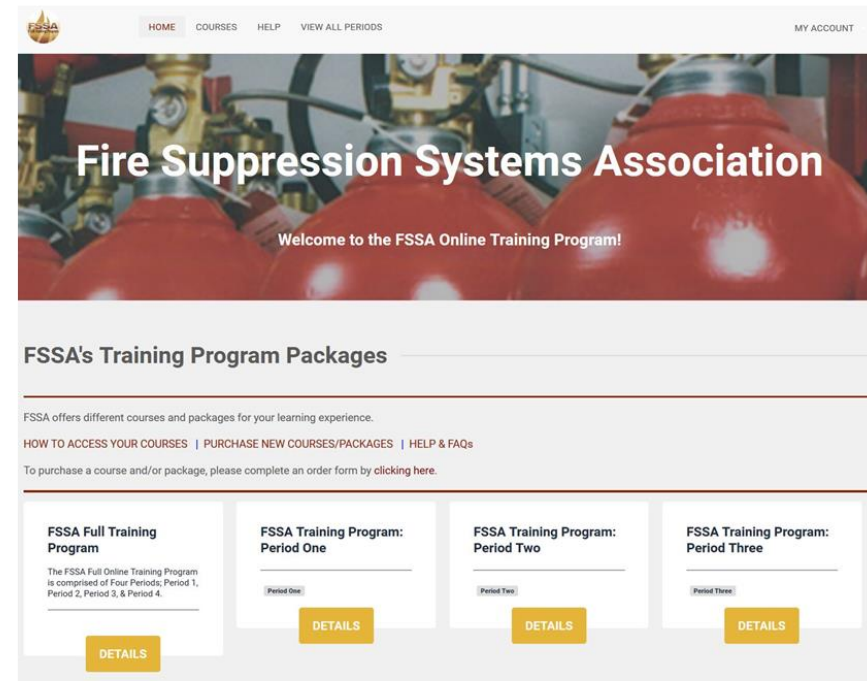 FSSA
HOME COURSES HELP VIEW ALL PERIODS MY ACCOUNT
Fire Suppression Systems Association
Welcome to the FSSA Online Training Program!
FSSA's Training Program Packages
FSSA offers different courses and packages for your learning experience.
HOW TO ACCESS YOUR COURSES | PURCHASE NEW COURSES/PACKAGES | HELP & FAQs
To purchase a course and/or package, please complete an order form by clicking here.
FSSA Full Training
Program
The FSSA Full Online Training Program
is comprised of Four Periods; Period 1,
Period 2, Period 3, & Period 4.
DETAILS
FSSA Training Program:
Period One
Period One
DETAILS
FSSA Training Program:
Period Two
Period Two
DETAILS
FSSA Training Program:
Period Three
Period Three
DETAILS